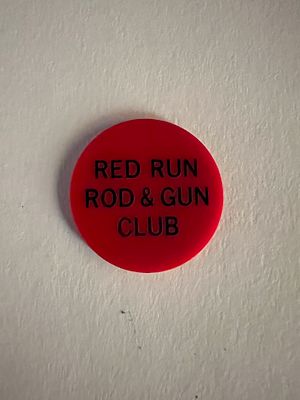 RED RUN
ROD & GUN
CLUB